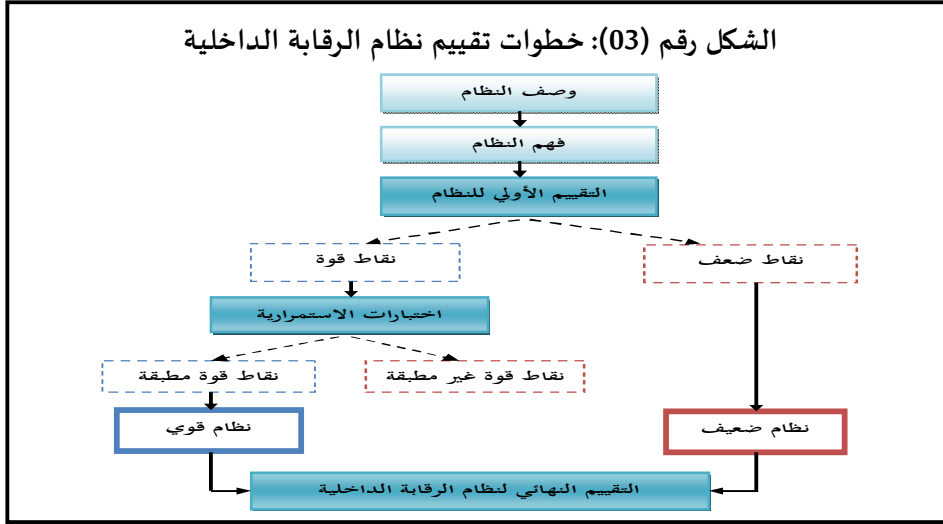 الشكل رقم (03): خطوات تقييم نظام الرقابة الداخلية
وصف النظام
فهم النظام
التقييم الأولي للنظام
نقاط ضعف
نقاط قوة
اختبارات الاستمرارية
نقاط قوة غير مطبقة
نقاط قوة مطبقة
نظام ضعيف
نظام قوي
التقييم النهائي لنظام الرقابة الداخلية